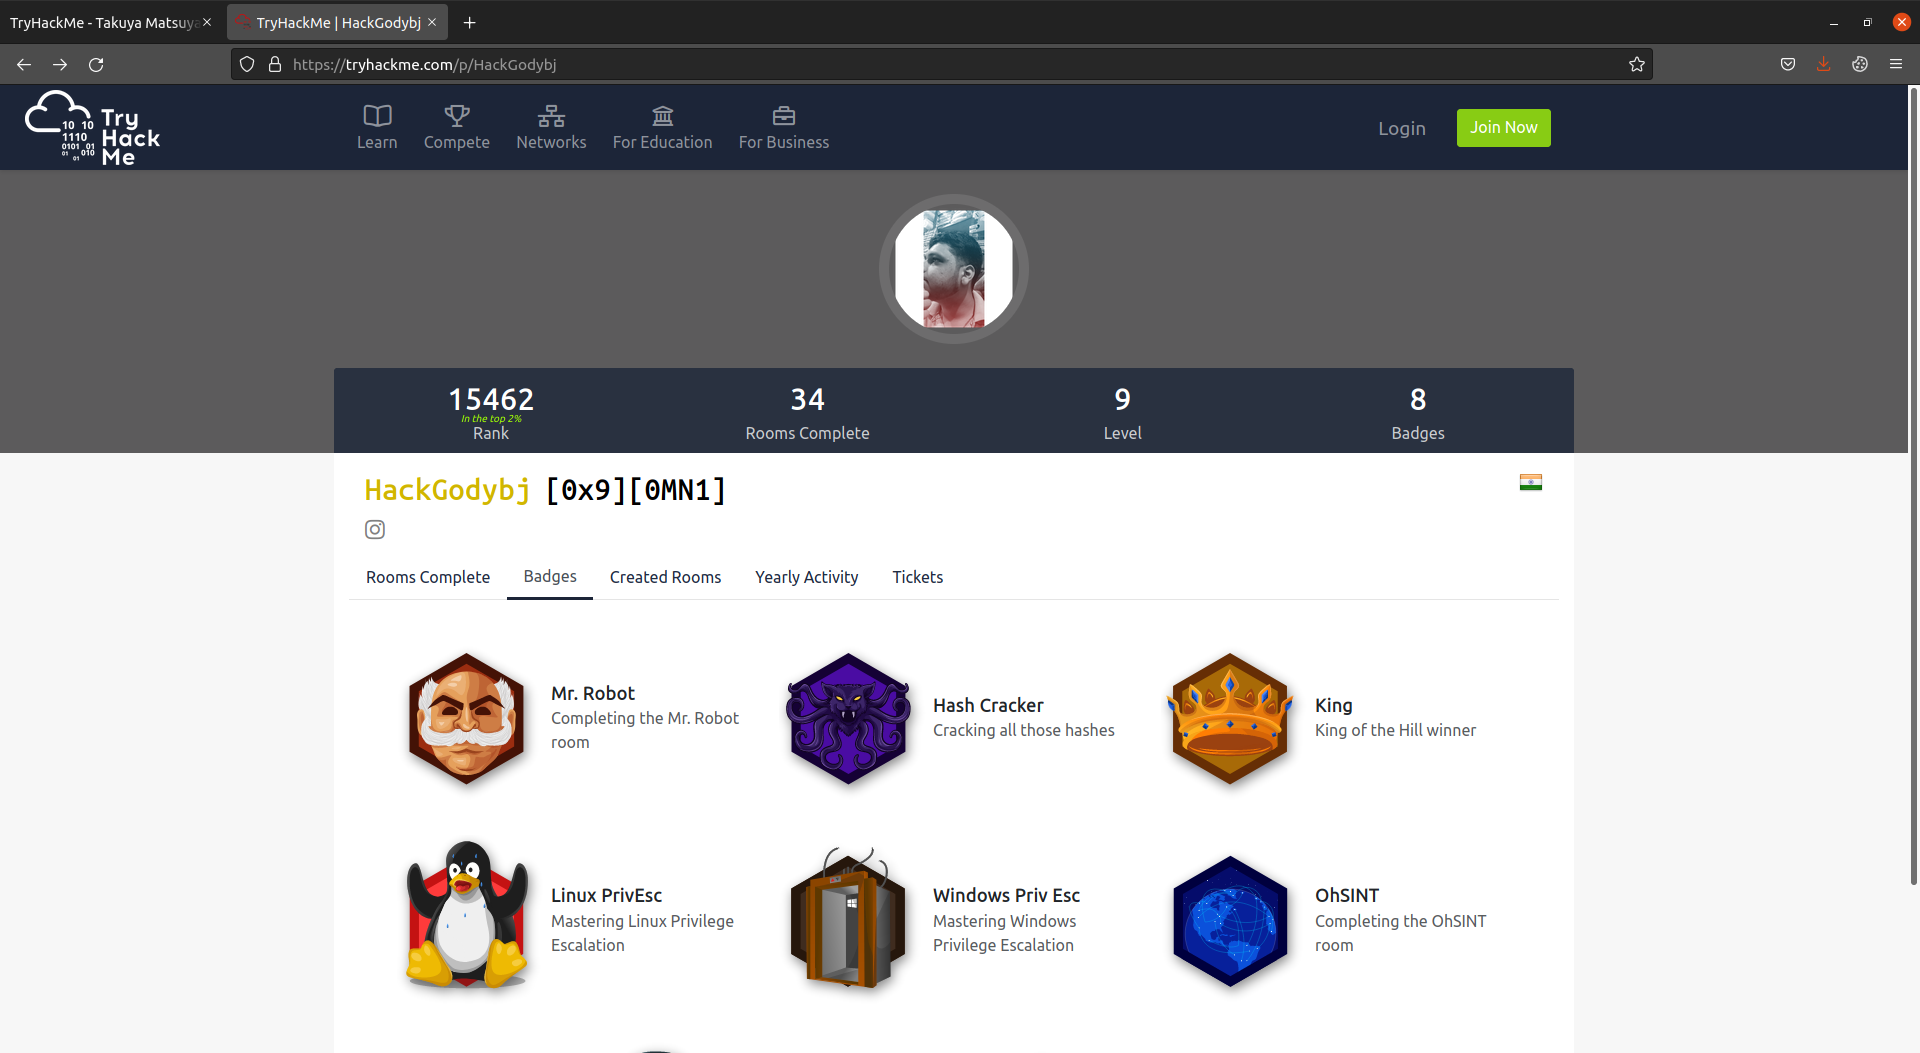 TryHackMe - Takuya Matsuya
TryHackMe | HackGodybj
https://tryhackme.com/p/HackGodybj
10 10
1110
0101 01
01 01 010
Try
Hack
Me
Learn
Compete
Networks
For Education
For Business
Login
Join Now
15462
In the top 2%
Rank
34
Rooms Complete
9
Level
8
Badges
HackGodybj [0x9][0MN1]
Rooms Complete
Badges
Created Rooms
Yearly Activity
Tickets
Mr. Robot
Completing the Mr. Robot
room
Hash Cracker
Cracking all those hashes
King
King of the Hill winner
Linux PrivEsc
Mastering Linux Privilege
Escalation
Windows Priv Esc
Mastering Windows
Privilege Escalation
OhSINT
Completing the OhSINT
room